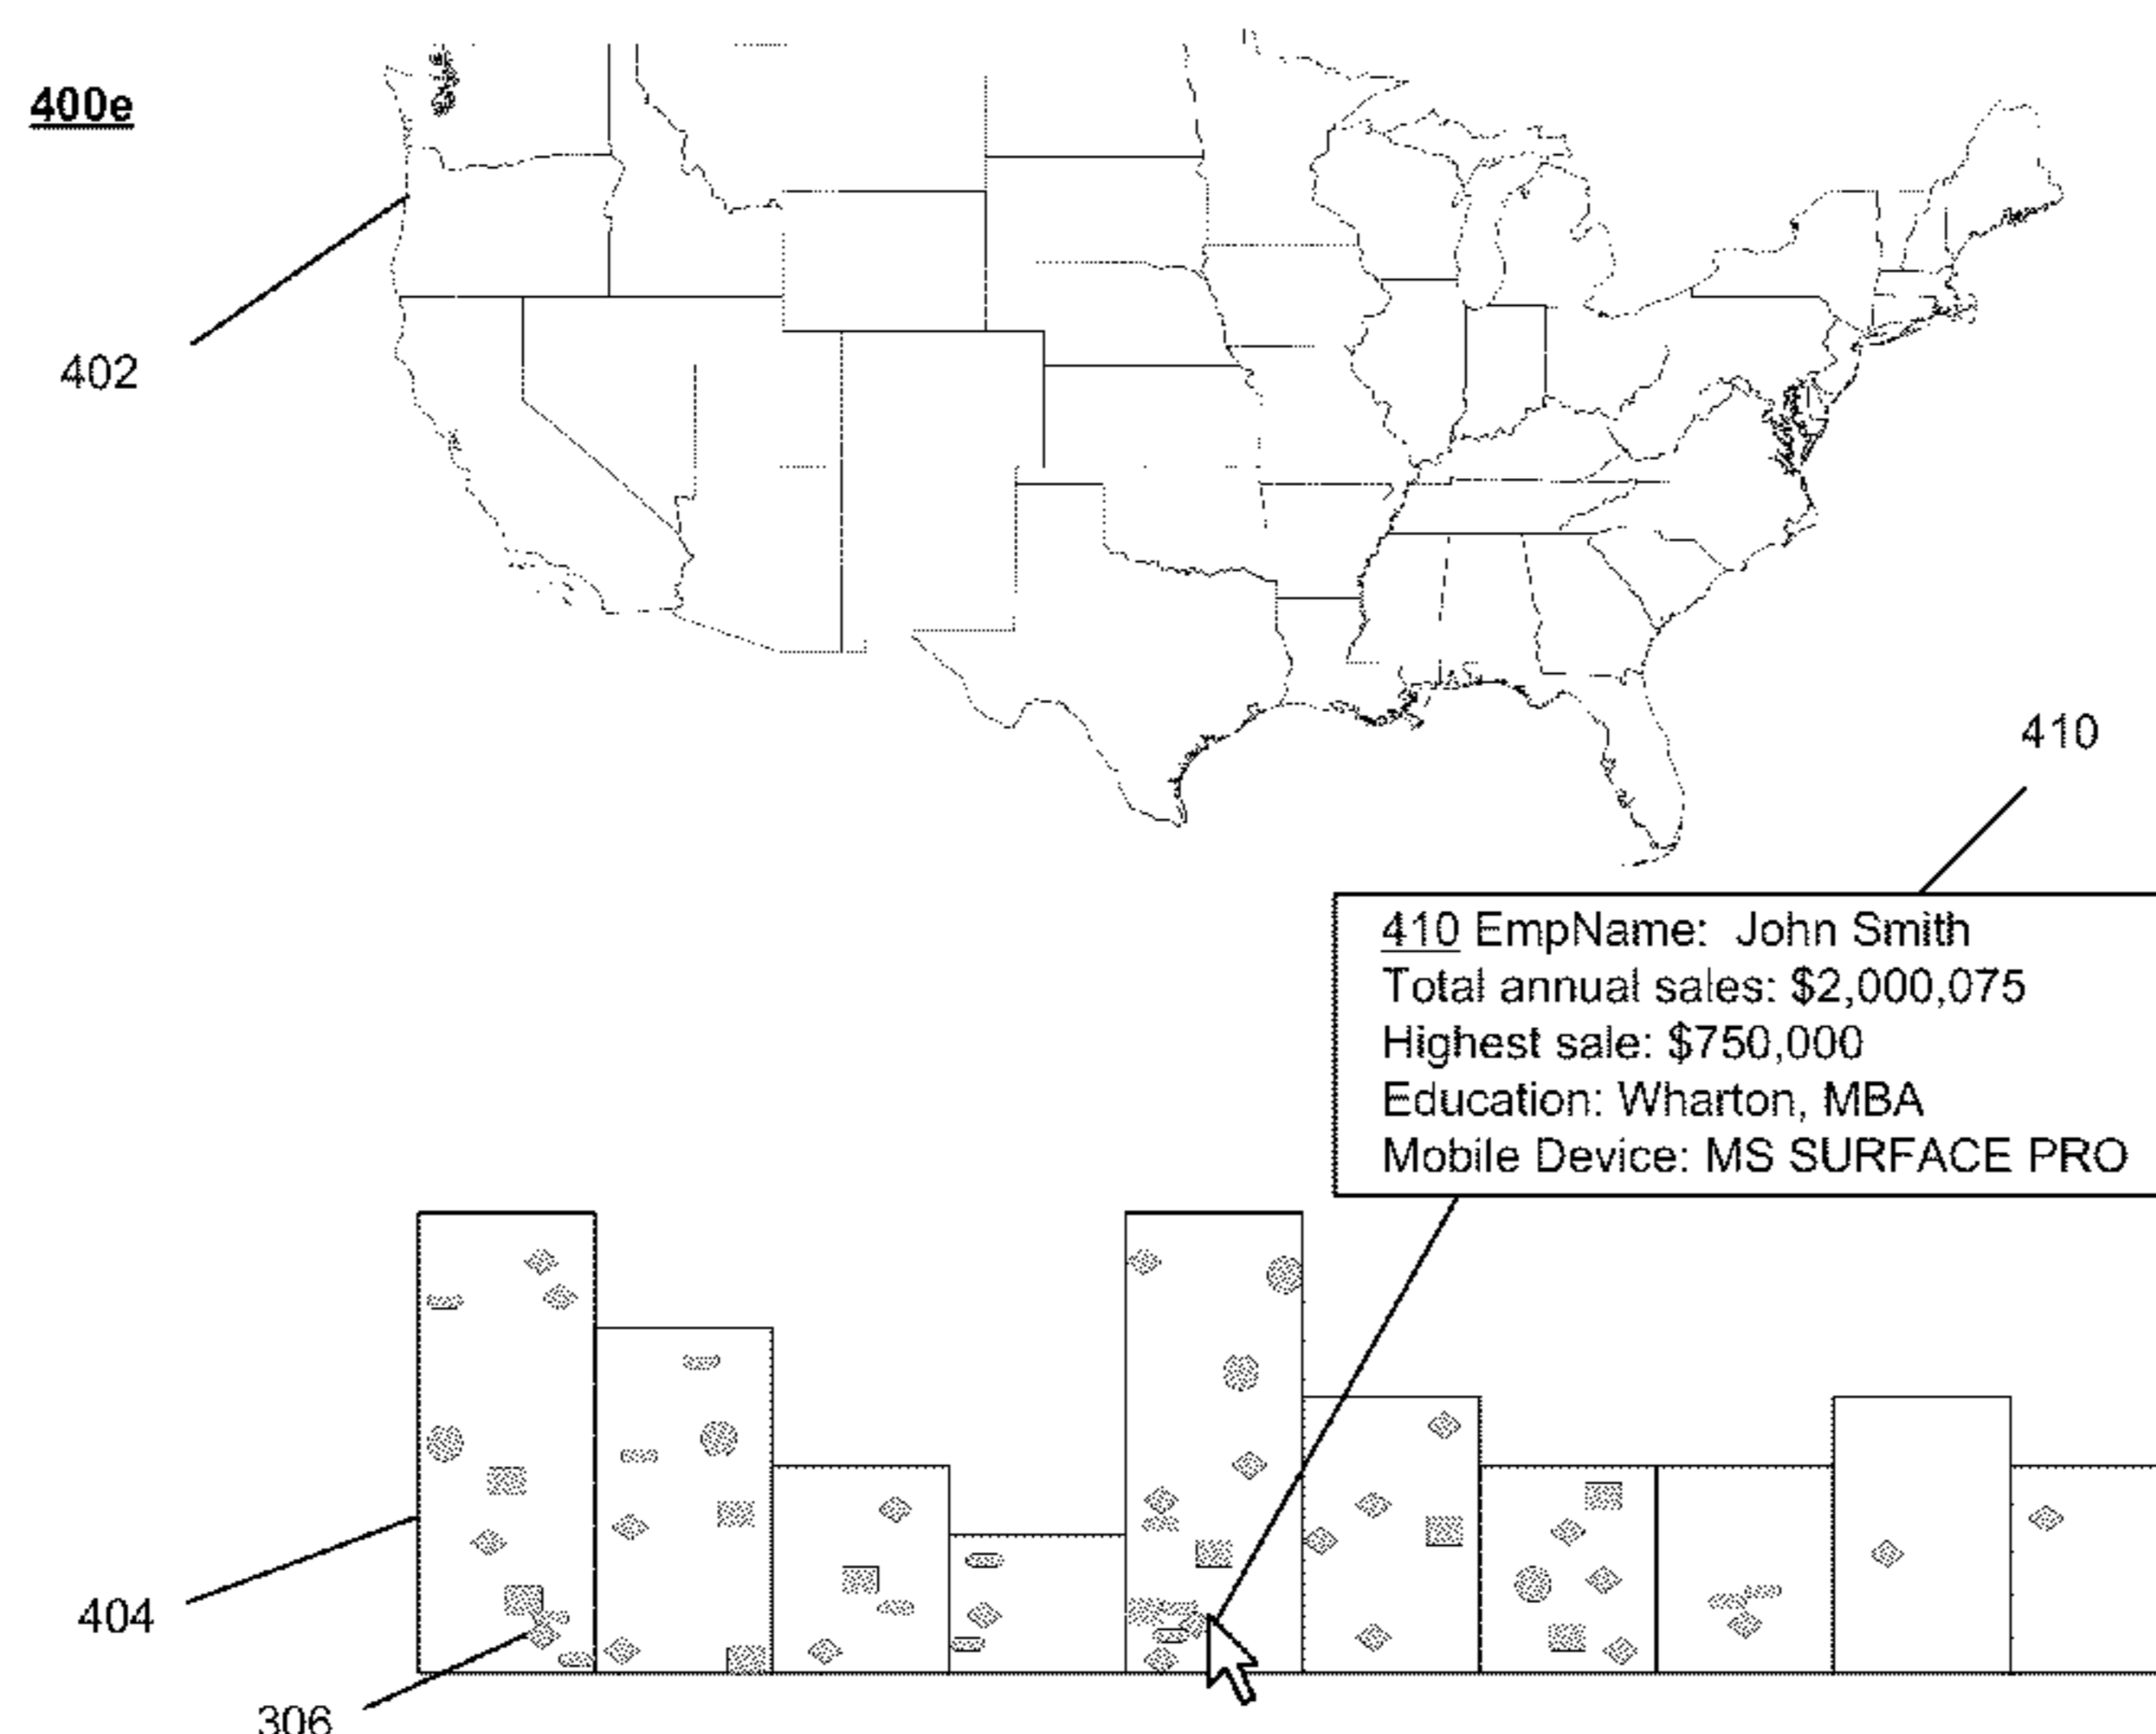 400e
402
410
410 EmpName: John Smith
Total annual sales: $2,000,075
Highest sale: $750,000
Education: Wharton, MBA
Mobile Device: MS SURFACE PRO
404
306